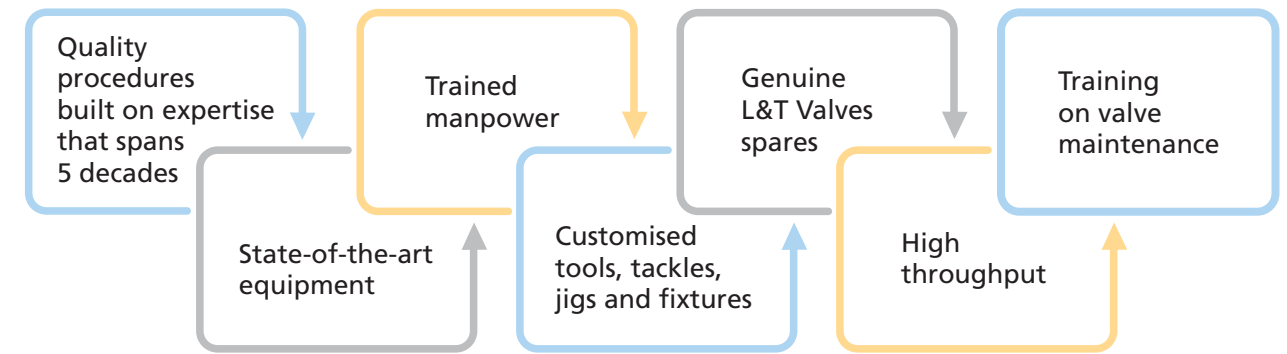 Quality
procedures
built on expertise
that spans
5 decades
State-of-the-art
equipment
Trained
manpower
Customised
tools, tackles,
jigs and fixtures
Genuine
L&T Valves
spares
High
throughput
Training
on valve
maintenance